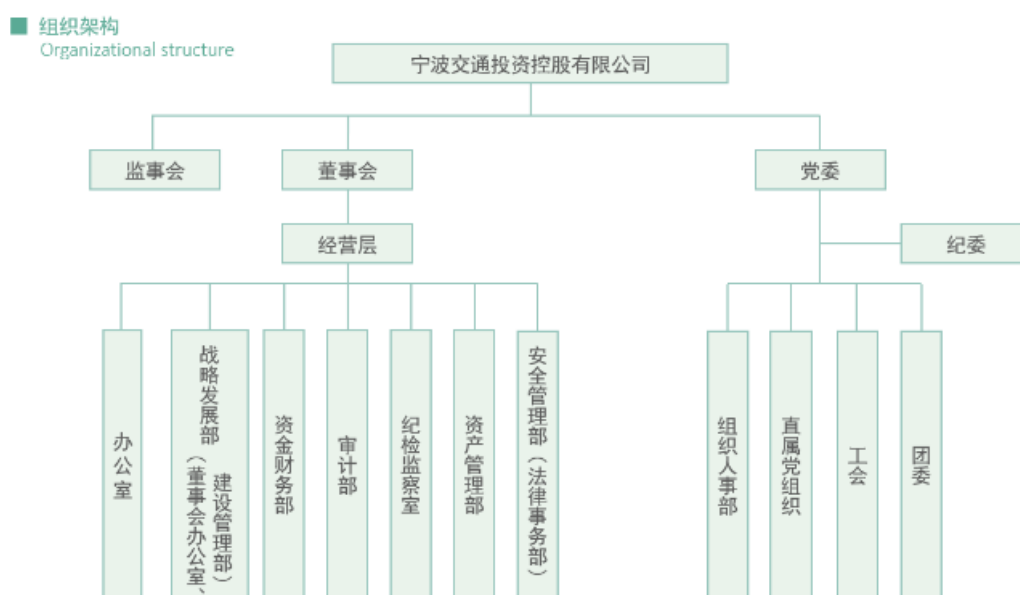 组织架构
Organizational structure
宁波交通投资控股有限公司
监事会
董事会
党委
经营层
纪委
办公室
战略发展部
（董事会办公室、
建设管理部）
资金财务部
审计部
纪检监察室
资产管理部
安全管理部（法律事务部）
组织人事部
直属党组织
工会
团委